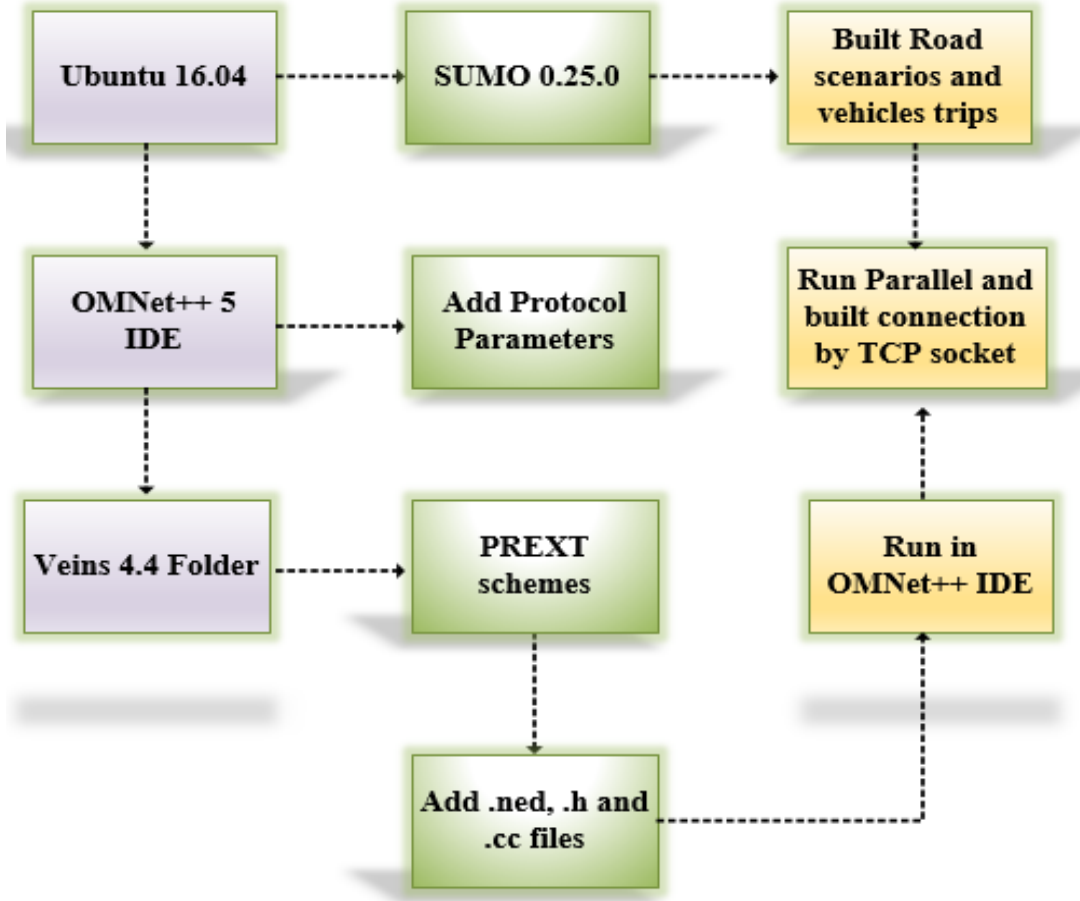 Ubuntu 16.04
SUMO 0.25.0
Built Road
scenarios and
vehicles trips
OMNet++ 5
IDE
Add Protocol
Parameters
Run Parallel and
built connection
by TCP socket
Veins 4.4 Folder
PREXT
schemes
Run in
OMNet++ IDE
Add .ned, .h and
.cc files